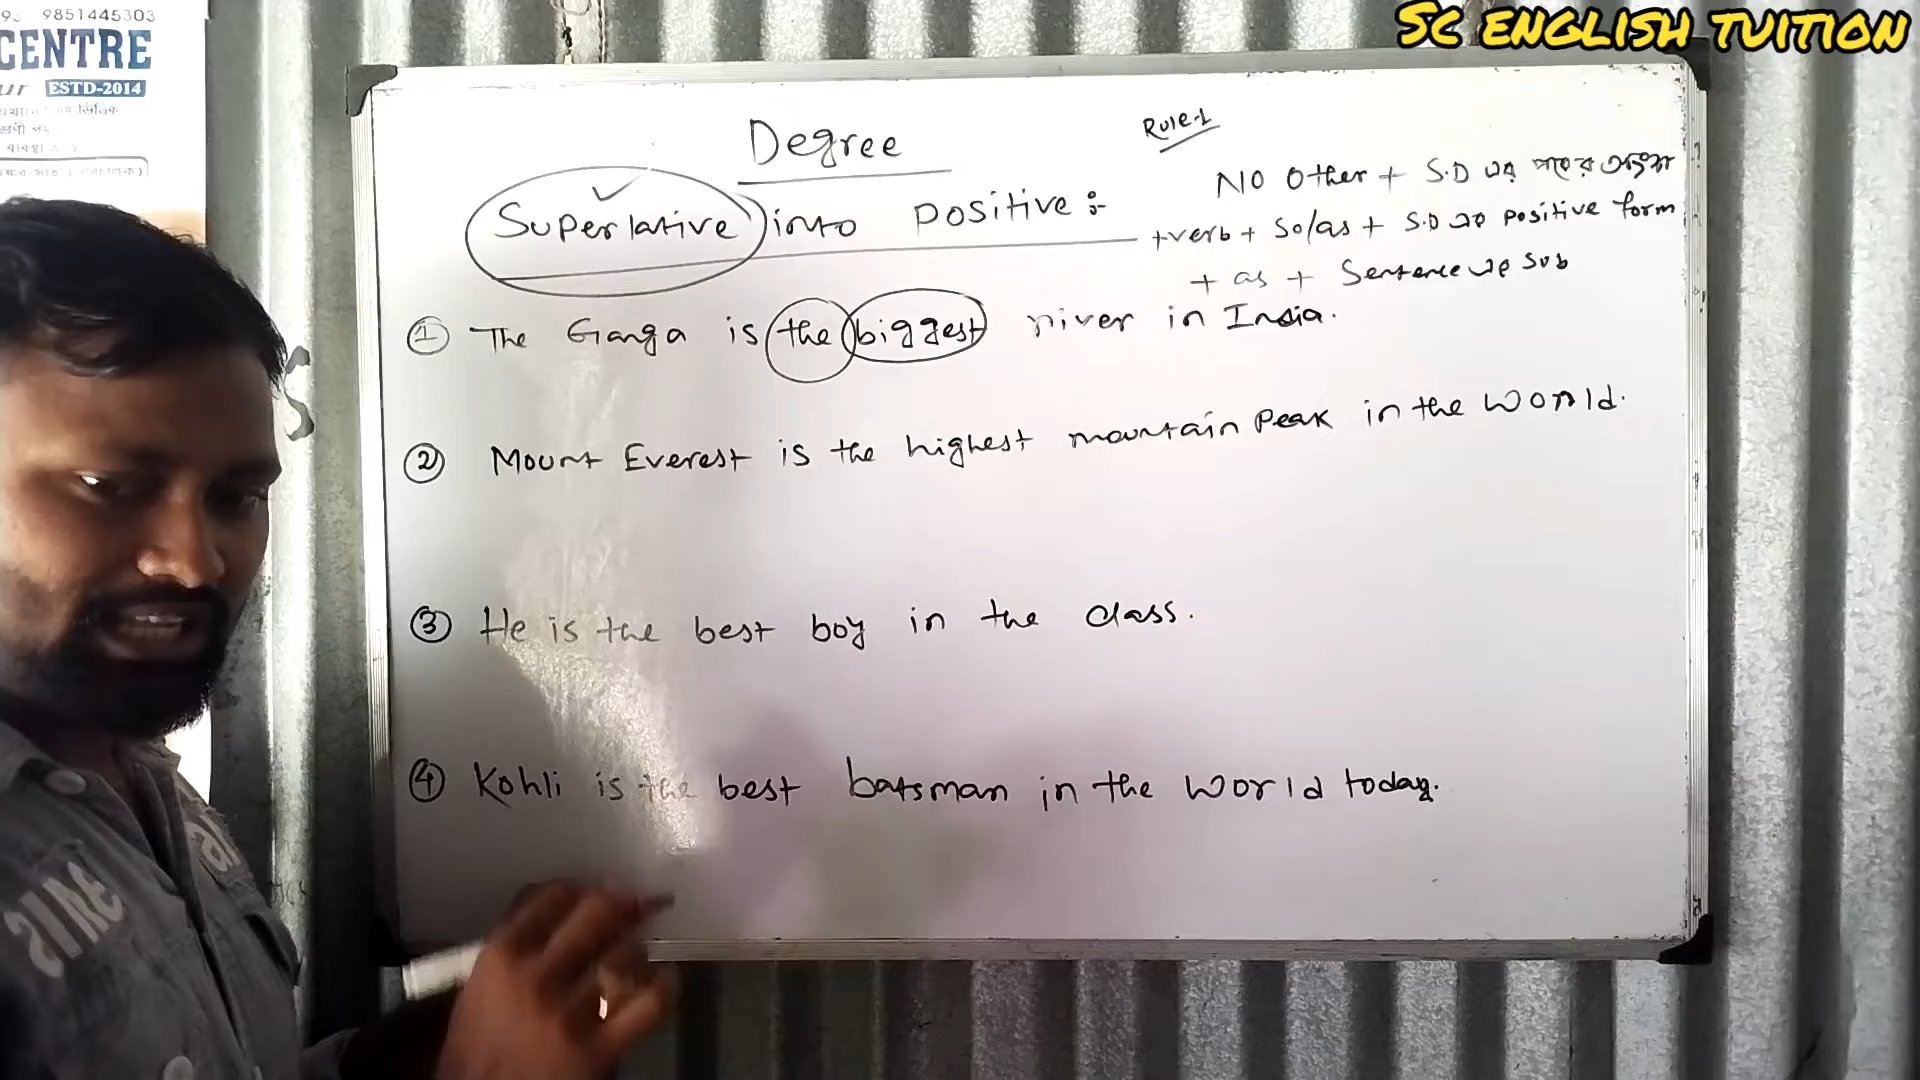 SC ENGLISH TUITION
93 9851445303
CENTRE
ur ESTD-2014
Degree
Superlative into positive :-
Rule-1
No Other + S.D এর পরের অংশ
+verb + So/as + S.D এর positive form
+ as + Sentence এর Sub
① The Ganga is the biggest river in India.
② Mount Everest is the highest mountain Peak in the World.
③ He is the best boy in the class.
④ Kohli is the best batsman in the World today.